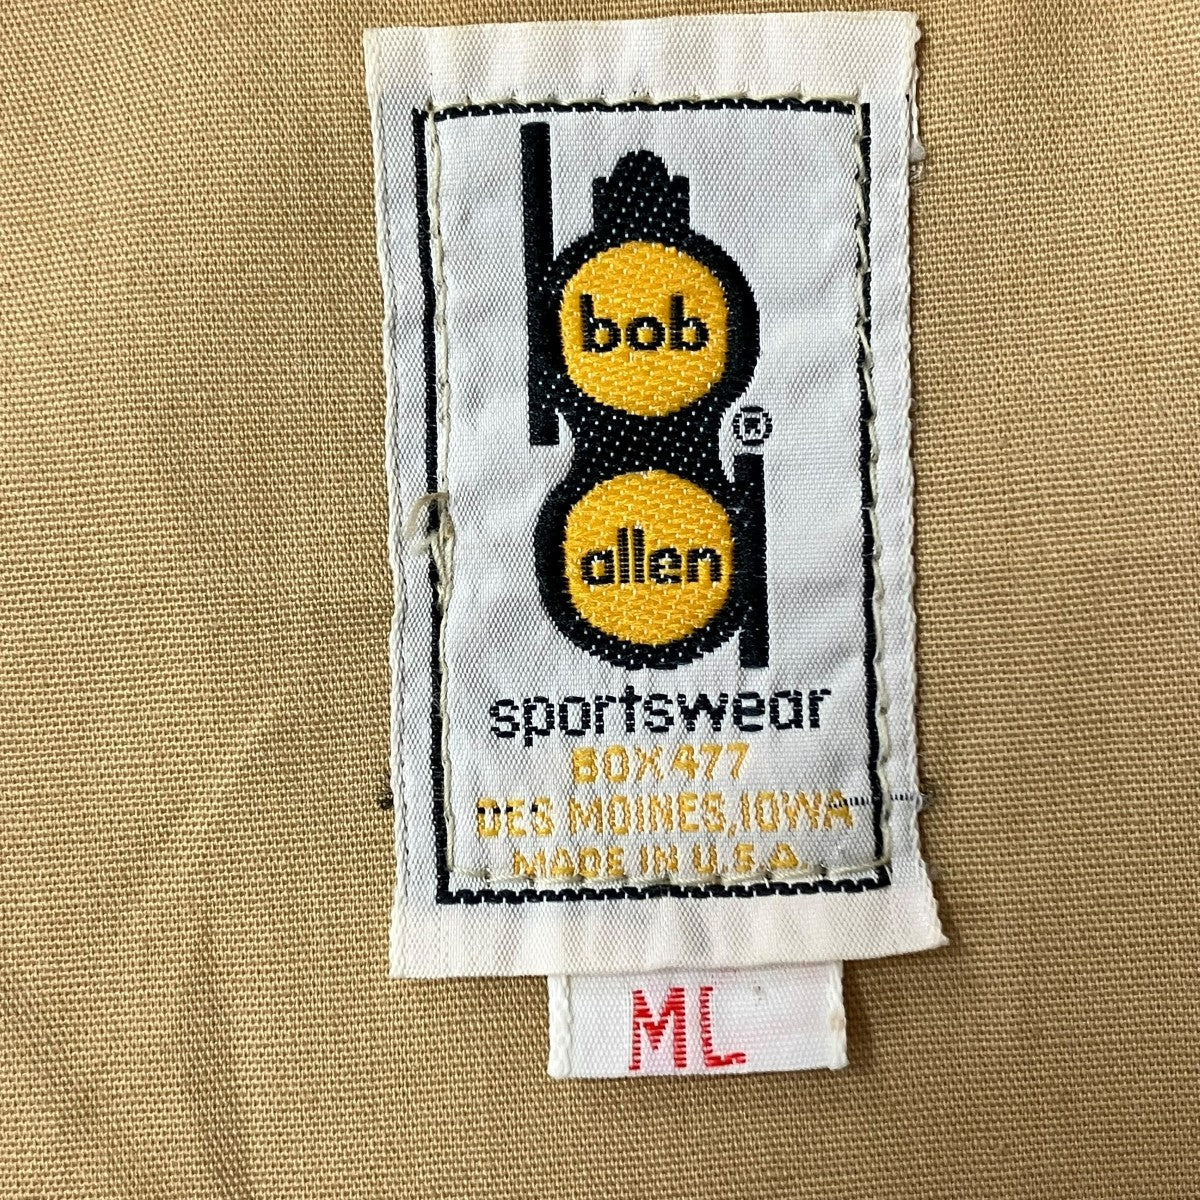 bob
®
allen
sportswear
BOX 477
DES MOINES, IOWA
MADE IN U.S.A.
ML